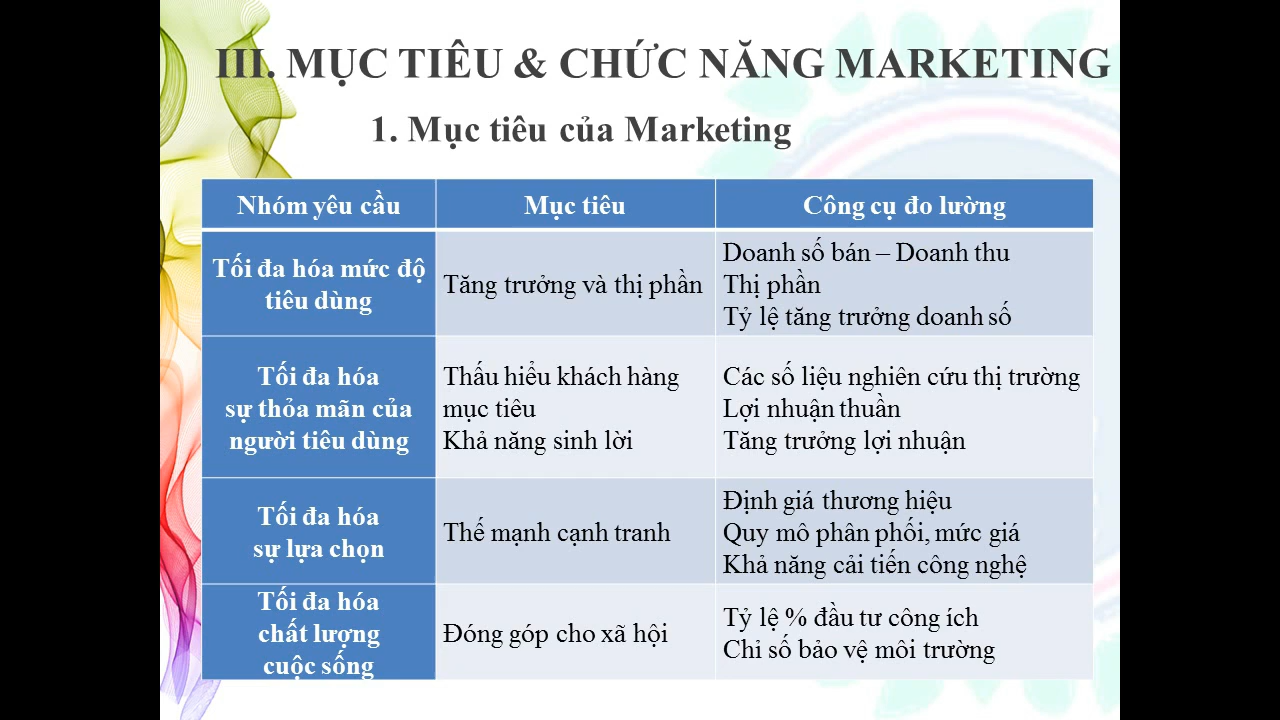 III. MỤC TIÊU & CHỨC NĂNG MARKETING
1. Mục tiêu của Marketing
Nhóm yêu cầu
Mục tiêu
Công cụ đo lường
Tối đa hóa mức độ
tiêu dùng
Tăng trưởng và thị phần
Doanh số bán – Doanh thu
Thị phần
Tỷ lệ tăng trưởng doanh số
Tối đa hóa
sự thỏa mãn của
người tiêu dùng
Thấu hiểu khách hàng
mục tiêu
Khả năng sinh lời
Các số liệu nghiên cứu thị trường
Lợi nhuận thuần
Tăng trưởng lợi nhuận
Tối đa hóa
sự lựa chọn
Thế mạnh cạnh tranh
Định giá thương hiệu
Quy mô phân phối, mức giá
Khả năng cải tiến công nghệ
Tối đa hóa
chất lượng
cuộc sống
Đóng góp cho xã hội
Tỷ lệ % đầu tư công ích
Chỉ số bảo vệ môi trường